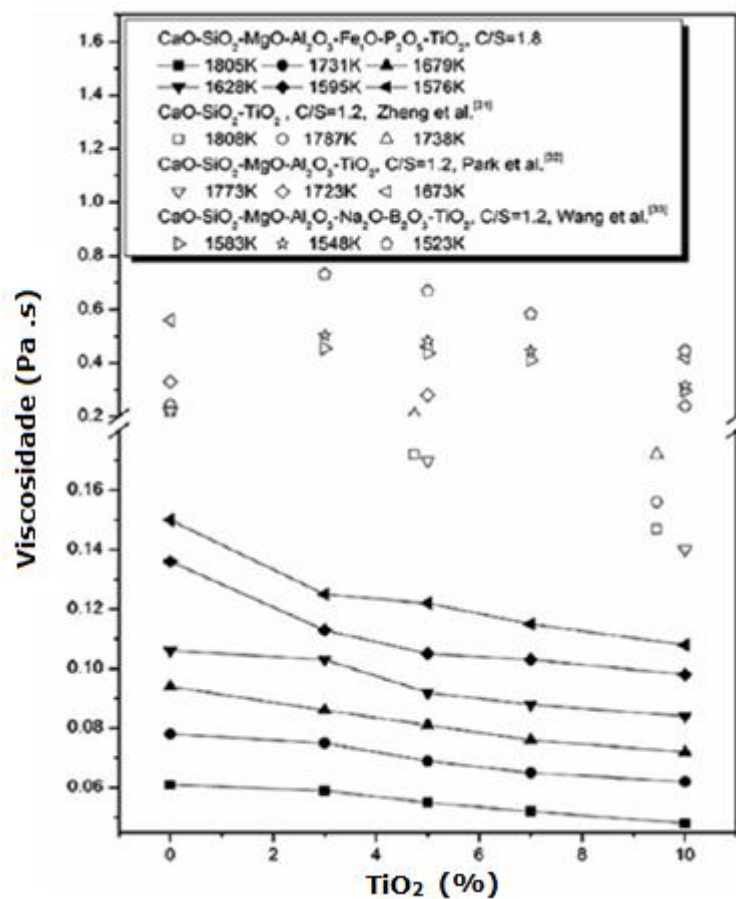 CaO-SiO₂-MgO-Al₂O₃-FeₜO-P₂O₅-TiO₂, C/S=1.8
1805K 1731K 1679K
1628K 1595K 1576K
CaO-SiO₂-TiO₂ , C/S=1.2, Zheng et al.[31]
1808K 1787K 1738K
CaO-SiO₂-MgO-Al₂O₃-TiO₂, C/S=1.2, Park et al.[32]
1773K 1723K 1673K
CaO-SiO₂-MgO-Al₂O₃-Na₂O-B₂O₃-TiO₂, C/S=1.2, Wang et al.[33]
1583K 1548K 1523K
Viscosidade (Pa .s)
1.6
1.4
1.2
1.0
0.8
0.6
0.4
0.2
0.16
0.14
0.12
0.10
0.08
0.06
0 2 4 6 8 10
TiO₂ (%)